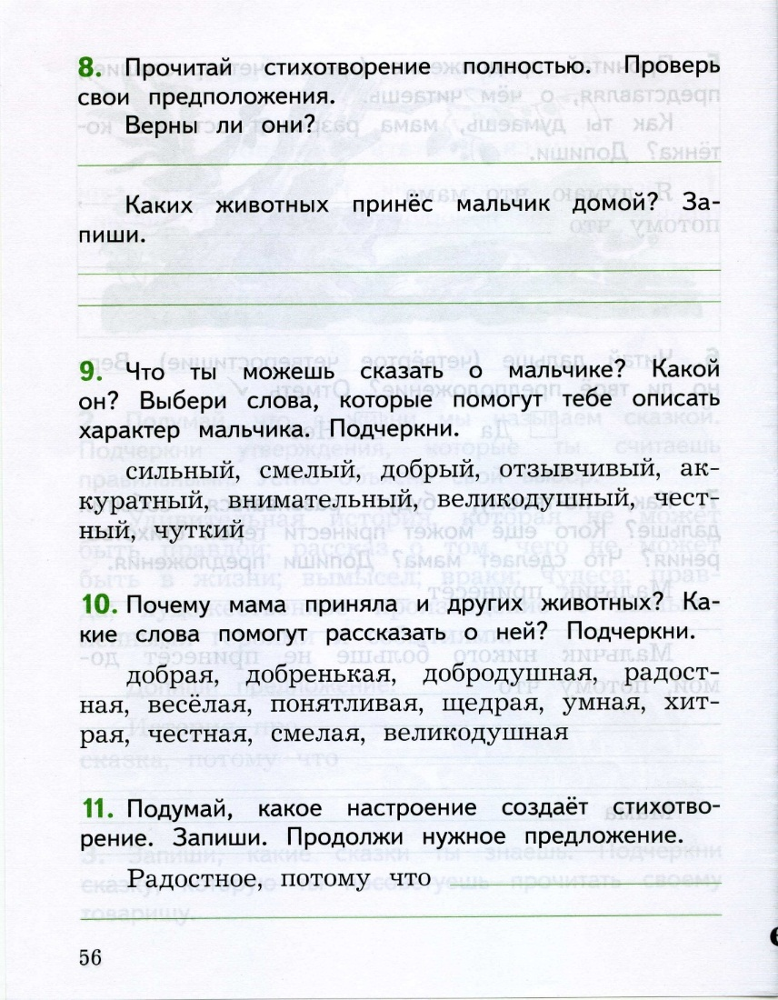 8. Прочитай стихотворение полностью. Проверь
свои предположения.
Верны ли они?
Каких животных принёс мальчик домой? За-
пиши.
9. Что ты можешь сказать о мальчике? Какой
он? Выбери слова, которые помогут тебе описать
характер мальчика. Подчеркни.
сильный, смелый, добрый, отзывчивый, ак-
куратный, внимательный, великодушный, чест-
ный, чуткий
10. Почему мама приняла и других животных? Ка-
кие слова помогут рассказать о ней? Подчеркни.
добрая, добренькая, добродушная, радост-
ная, весёлая, понятливая, щедрая, умная, хит-
рая, честная, смелая, великодушная
11. Подумай, какое настроение создаёт стихотво-
рение. Запиши. Продолжи нужное предложение.
Радостное, потому что
56